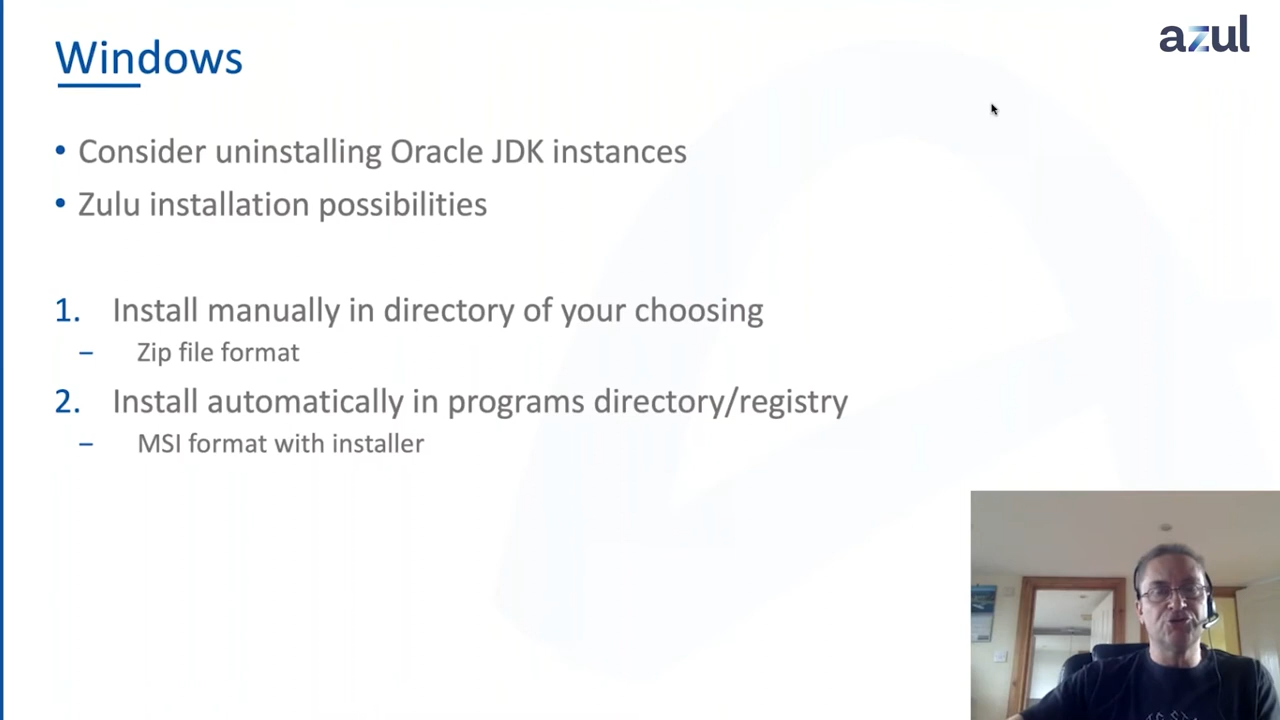 Windows
azul
• Consider uninstalling Oracle JDK instances
• Zulu installation possibilities
1. Install manually in directory of your choosing
– Zip file format
2. Install automatically in programs directory/registry
– MSI format with installer